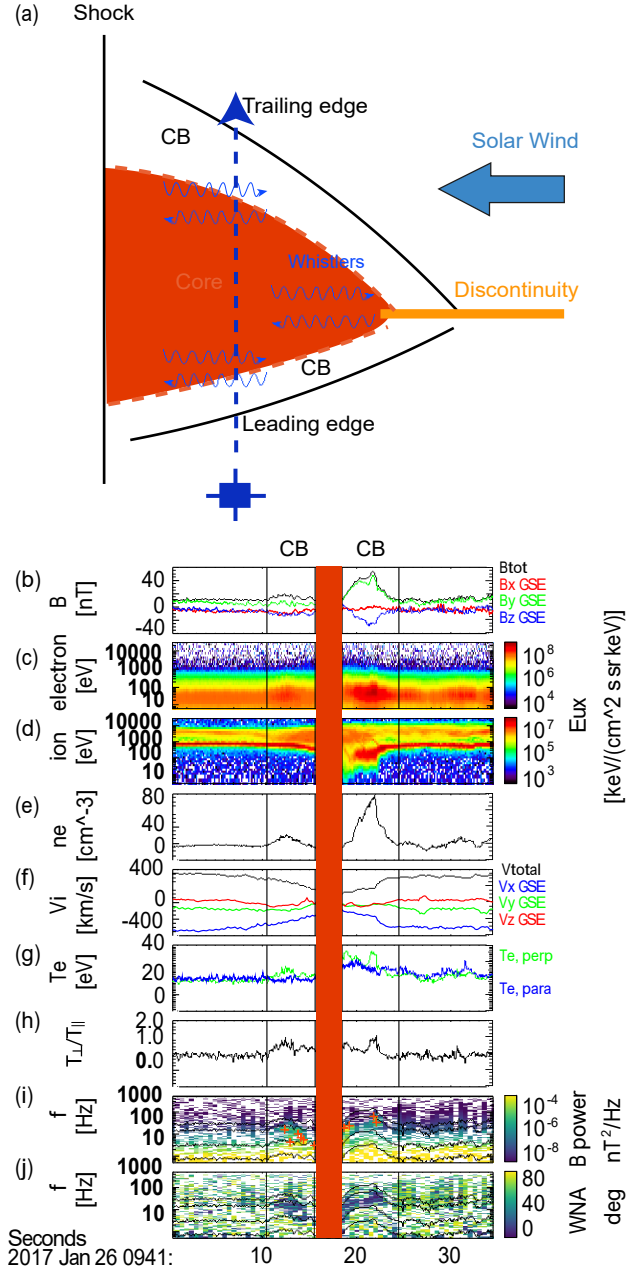 (a)
Shock
Trailing edge
CB
Solar Wind
Core
Whistlers
Discontinuity
CB
Leading edge
CB CB
(b)
B
[nT]
40
0
-40
Btot
Bx GSE
By GSE
Bz GSE
(c)
electron
[eV]
10000
1000
100
10
10^8
10^6
10^4
(d)
ion
[eV]
10000
1000
100
10
10^7
10^5
10^3
Eux
[keV/(cm^2 s sr keV)]
(e)
ne
[cm^-3]
80
40
0
(f)
Vi
[km/s]
400
0
-400
Vtotal
Vx GSE
Vy GSE
Vz GSE
(g)
Te
[eV]
40
20
0
Te, perp
Te, para
(h)
T⊥/T||
2.0
1.0
0.0
(i)
f
[Hz]
1000
100
10
10^-4
10^-6
10^-8
B power
nT^2/Hz
(j)
f
[Hz]
1000
100
10
80
40
0
WNA
deg
Seconds
2017 Jan 26 0941:
10 20 30